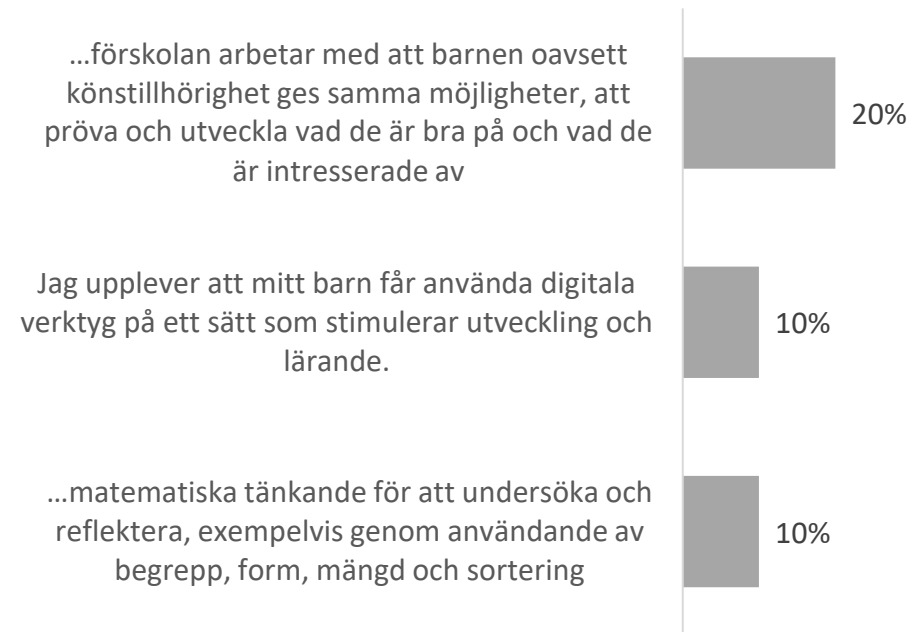 ...förskolan arbetar med att barnen oavsett
könstillhörighet ges samma möjligheter, att
pröva och utveckla vad de är bra på och vad de
är intresserade av
20%
Jag upplever att mitt barn får använda digitala
verktyg på ett sätt som stimulerar utveckling och
lärande.
10%
...matematiska tänkande för att undersöka och
reflektera, exempelvis genom användande av
begrepp, form, mängd och sortering
10%